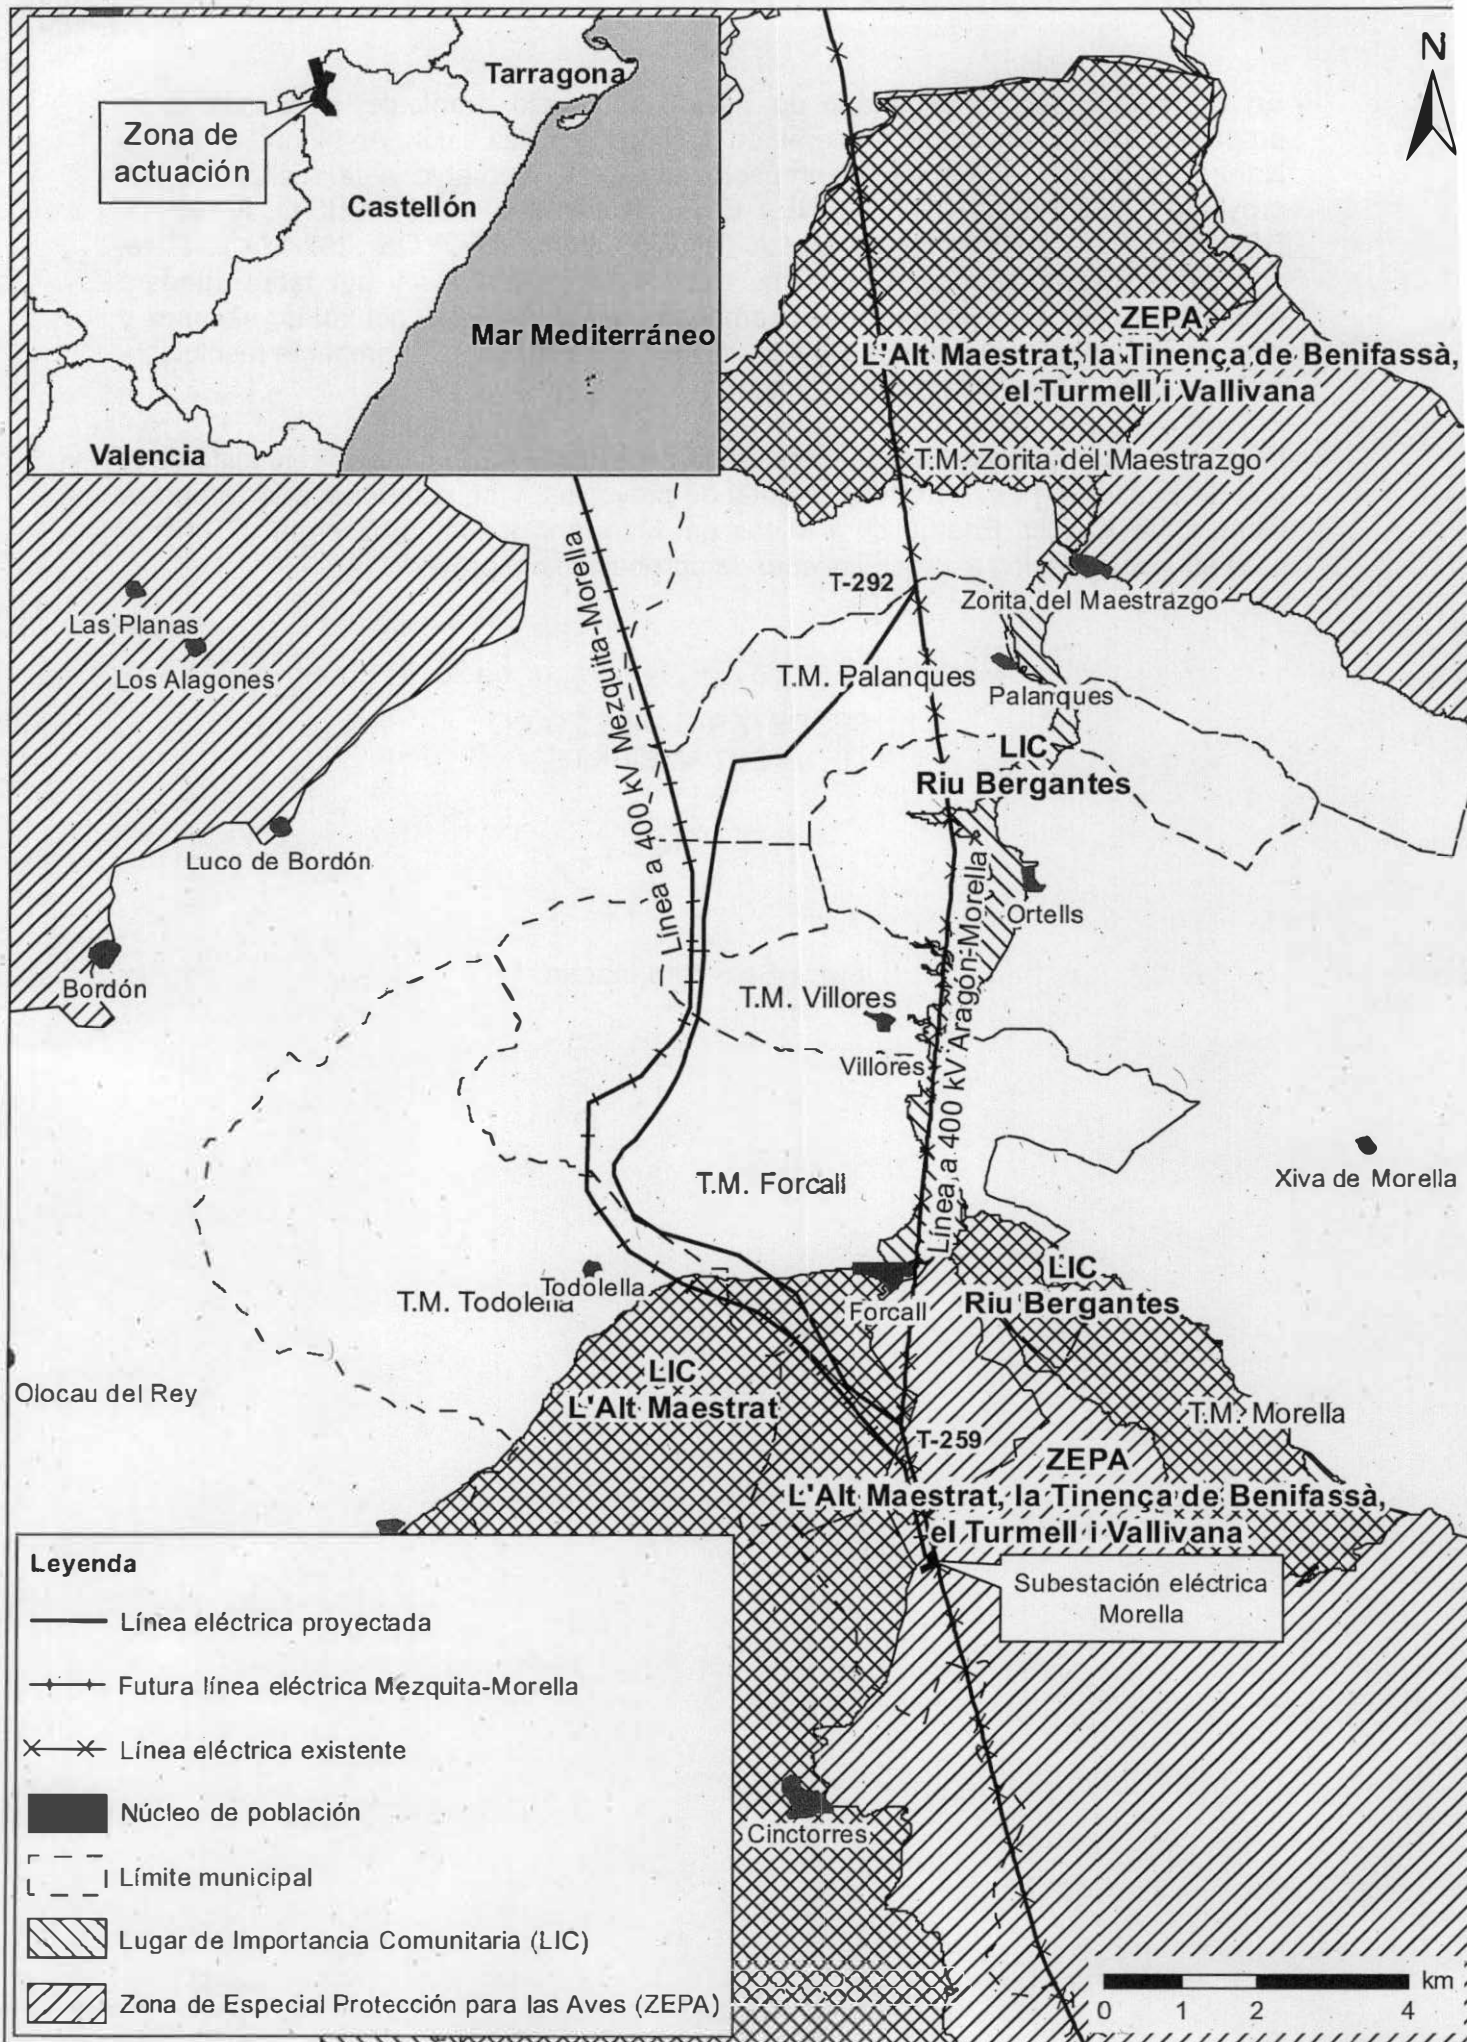 N
Tarragona
Zona de
actuación
Castellón
Mar Mediterráneo
Valencia
ZEPA
L'Alt Maestrat, la Tinença de Benifassà,
el Turmell i Vallivana
T.M. Zorita del Maestrazgo
Línea a 400 kV Mezquita-Morella
T-292
Zorita del Maestrazgo
Las Planas
Los Alagones
T.M. Palanques
Palanques
LIC
Riu Bergantes
Luco de Bordón
Ortells
Bordón
T.M. Villores
Villores
Línea a 400 kV Aragón-Morella
T.M. Forcall
Xiva de Morella
Todolella
T.M. Todolella
Forcall
LIC
Riu Bergantes
LIC
L'Alt Maestrat
Olocau del Rey
T.M. Morella
T-259
ZEPA
L'Alt Maestrat, la Tinença de Benifassà,
el Turmell i Vallivana
Subestación eléctrica
Morella
Cinctorres
Leyenda
Línea eléctrica proyectada
Futura línea eléctrica Mezquita-Morella
Línea eléctrica existente
Núcleo de población
Límite municipal
Lugar de Importancia Comunitaria (LIC)
Zona de Especial Protección para las Aves (ZEPA)
km
0 1 2 4